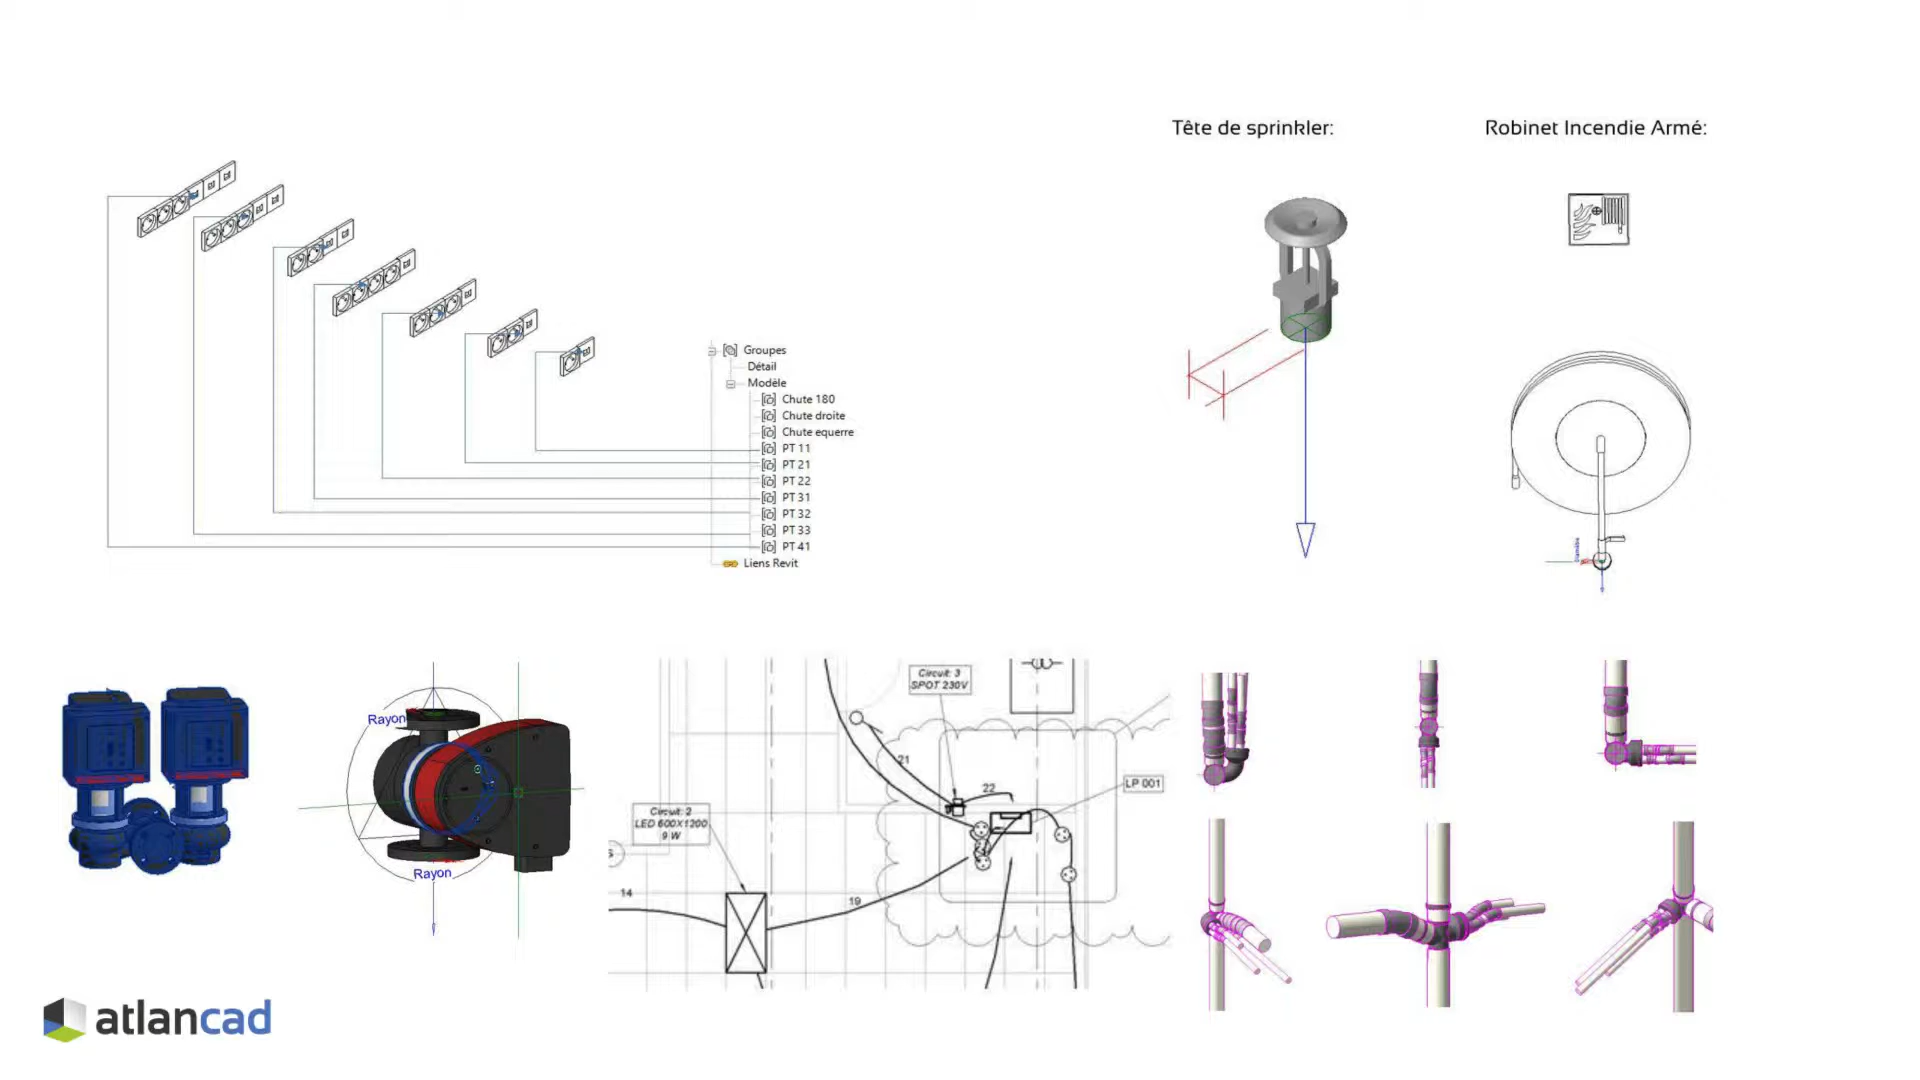 Tête de sprinkler:
Robinet Incendie Armé:
Groupes
Détail
Modèle
Chute 180
Chute droite
Chute equerre
PT 11
PT 21
PT 22
PT 31
PT 32
PT 33
PT 41
Liens Revit
Diamètre
Rayon
Rayon
Circuit: 3
SPOT 230V
21
22
LP 001
Circuit: 2
LED 600X1200
9 W
14
19
atlancad